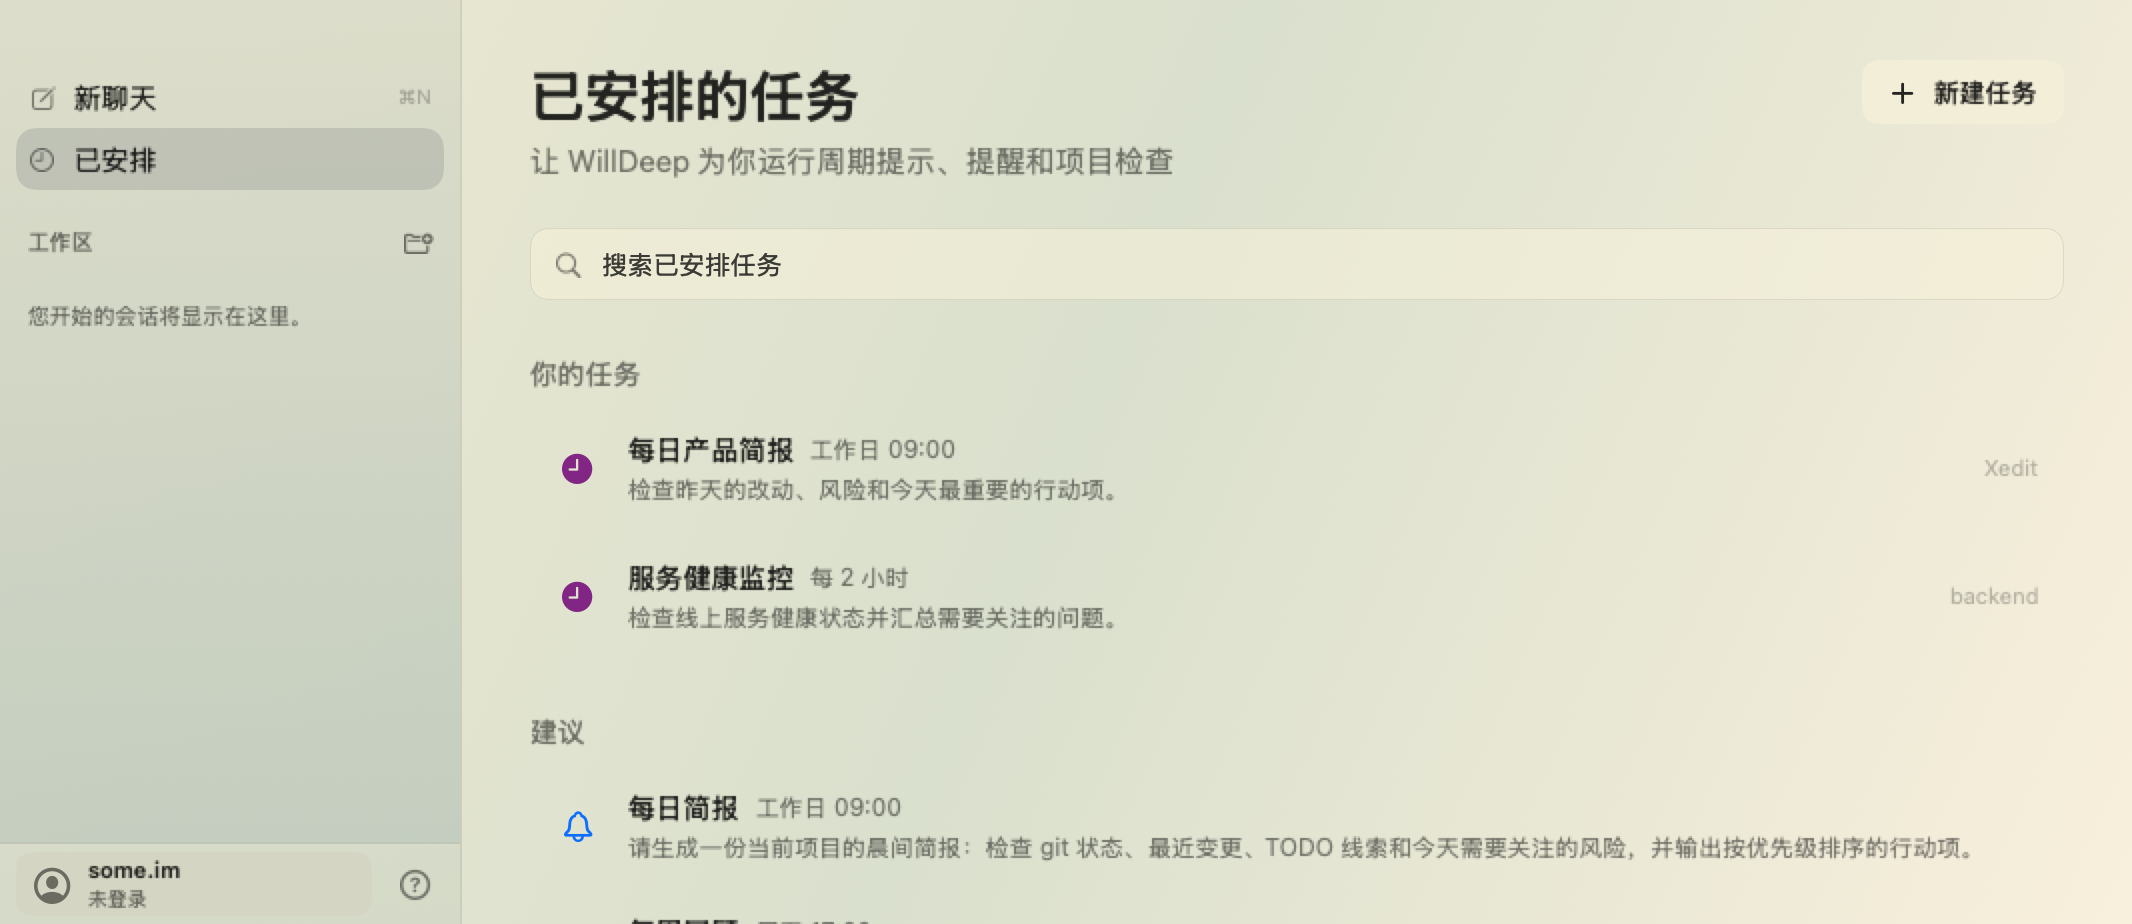 新聊天 ⌘N
已安排
工作区
您开始的会话将显示在这里。
some.im
未登录
已安排的任务
新建任务
让 WillDeep 为你运行周期提示、提醒和项目检查
搜索已安排任务
你的任务
每日产品简报 工作日 09:00
检查昨天的改动、风险和今天最重要的行动项。
Xedit
服务健康监控 每 2 小时
检查线上服务健康状态并汇总需要关注的问题。
backend
建议
每日简报 工作日 09:00
请生成一份当前项目的晨间简报：检查 git 状态、最近变更、TODO 线索和今天需要关注的风险，并输出按优先级排序的行动项。